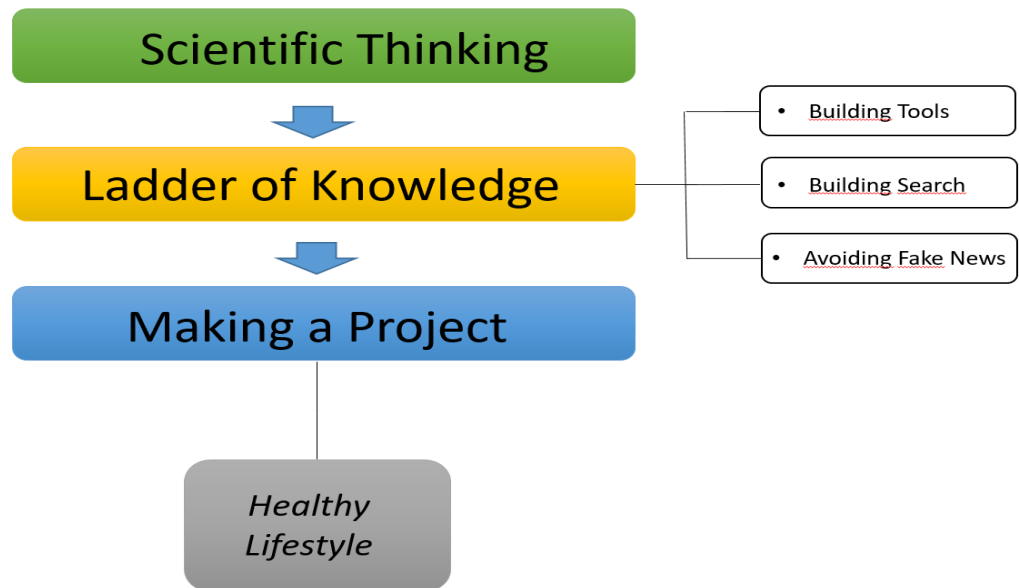 Scientific Thinking
Ladder of Knowledge
• Building Tools
• Building Search
• Avoiding Fake News
Making a Project
Healthy
Lifestyle